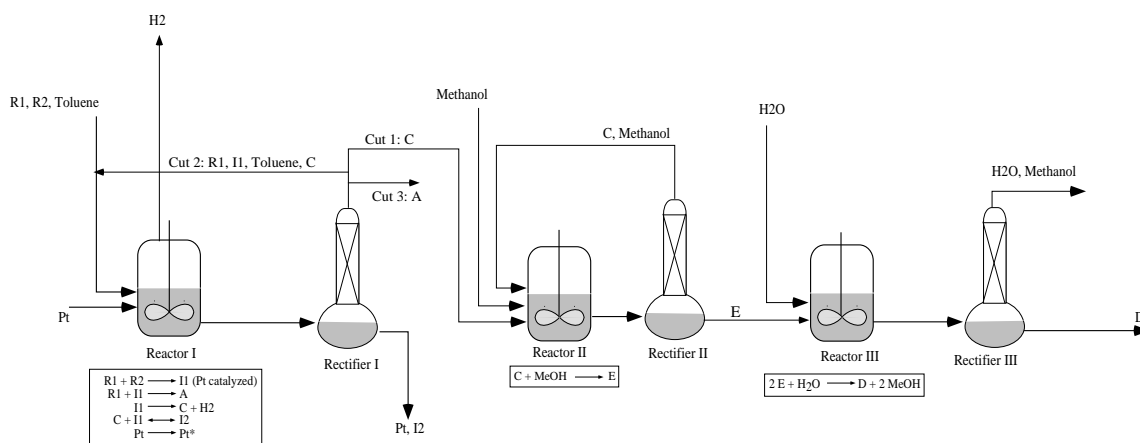 H2
R1, R2, Toluene
Methanol
H2O
C, Methanol
Cut 1: C
Cut 2: R1, I1, Toluene, C
H2O, Methanol
Cut 3: A
Pt
E
D
Reactor I
Rectifier I
Reactor II
Rectifier II
Reactor III
Rectifier III
R1 + R2 ⟶ I1 (Pt catalyzed)
R1 + I1 ⟶ A
I1 ⟶ C + H2
C + I1 ⟷ I2
Pt ⟶ Pt*
C + MeOH ⟶ E
2 E + H2O ⟶ D + 2 MeOH
Pt, I2